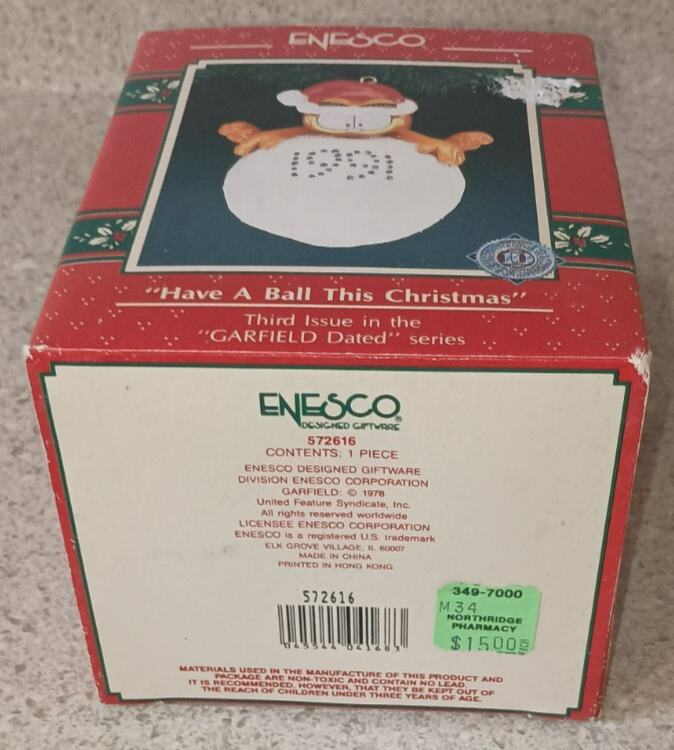 ENESCO
1991
"Have A Ball This Christmas"
Third Issue in the
"GARFIELD Dated" series
ENESCO®
DESIGNED GIFTWARE
572616
CONTENTS: 1 PIECE
ENESCO DESIGNED GIFTWARE
DIVISION ENESCO CORPORATION
GARFIELD: © 1978
United Feature Syndicate, Inc.
All rights reserved worldwide
LICENSEE ENESCO CORPORATION
ENESCO is a registered U.S. trademark
ELK GROVE VILLAGE, IL 60007
MADE IN CHINA
PRINTED IN HONG KONG
572616
045544 041683
349-7000
M34
NORTHRIDGE
PHARMACY
$15.00 EACH
MATERIALS USED IN THE MANUFACTURE OF THIS PRODUCT AND
PACKAGE ARE NON-TOXIC AND CONTAIN NO LEAD.
IT IS RECOMMENDED, HOWEVER, THAT THEY BE KEPT OUT OF
THE REACH OF CHILDREN UNDER THREE YEARS OF AGE.